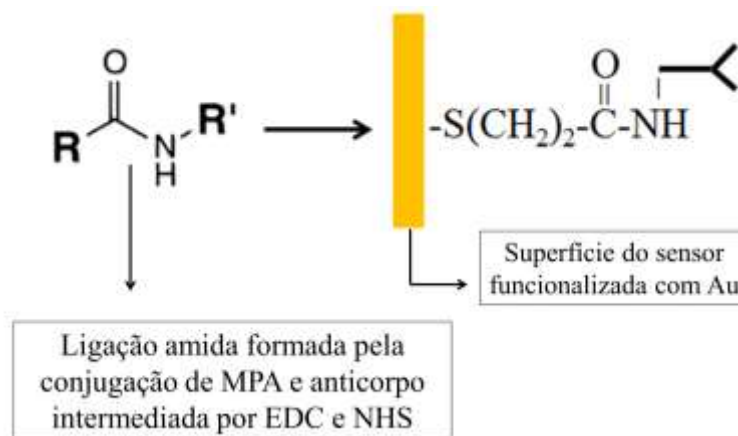 O
R
N
H
R'
-S(CH₂)₂-C-NH
O
Superfície do sensor
funcionalizada com Au
Ligação amida formada pela
conjugação de MPA e anticorpo
intermediada por EDC e NHS